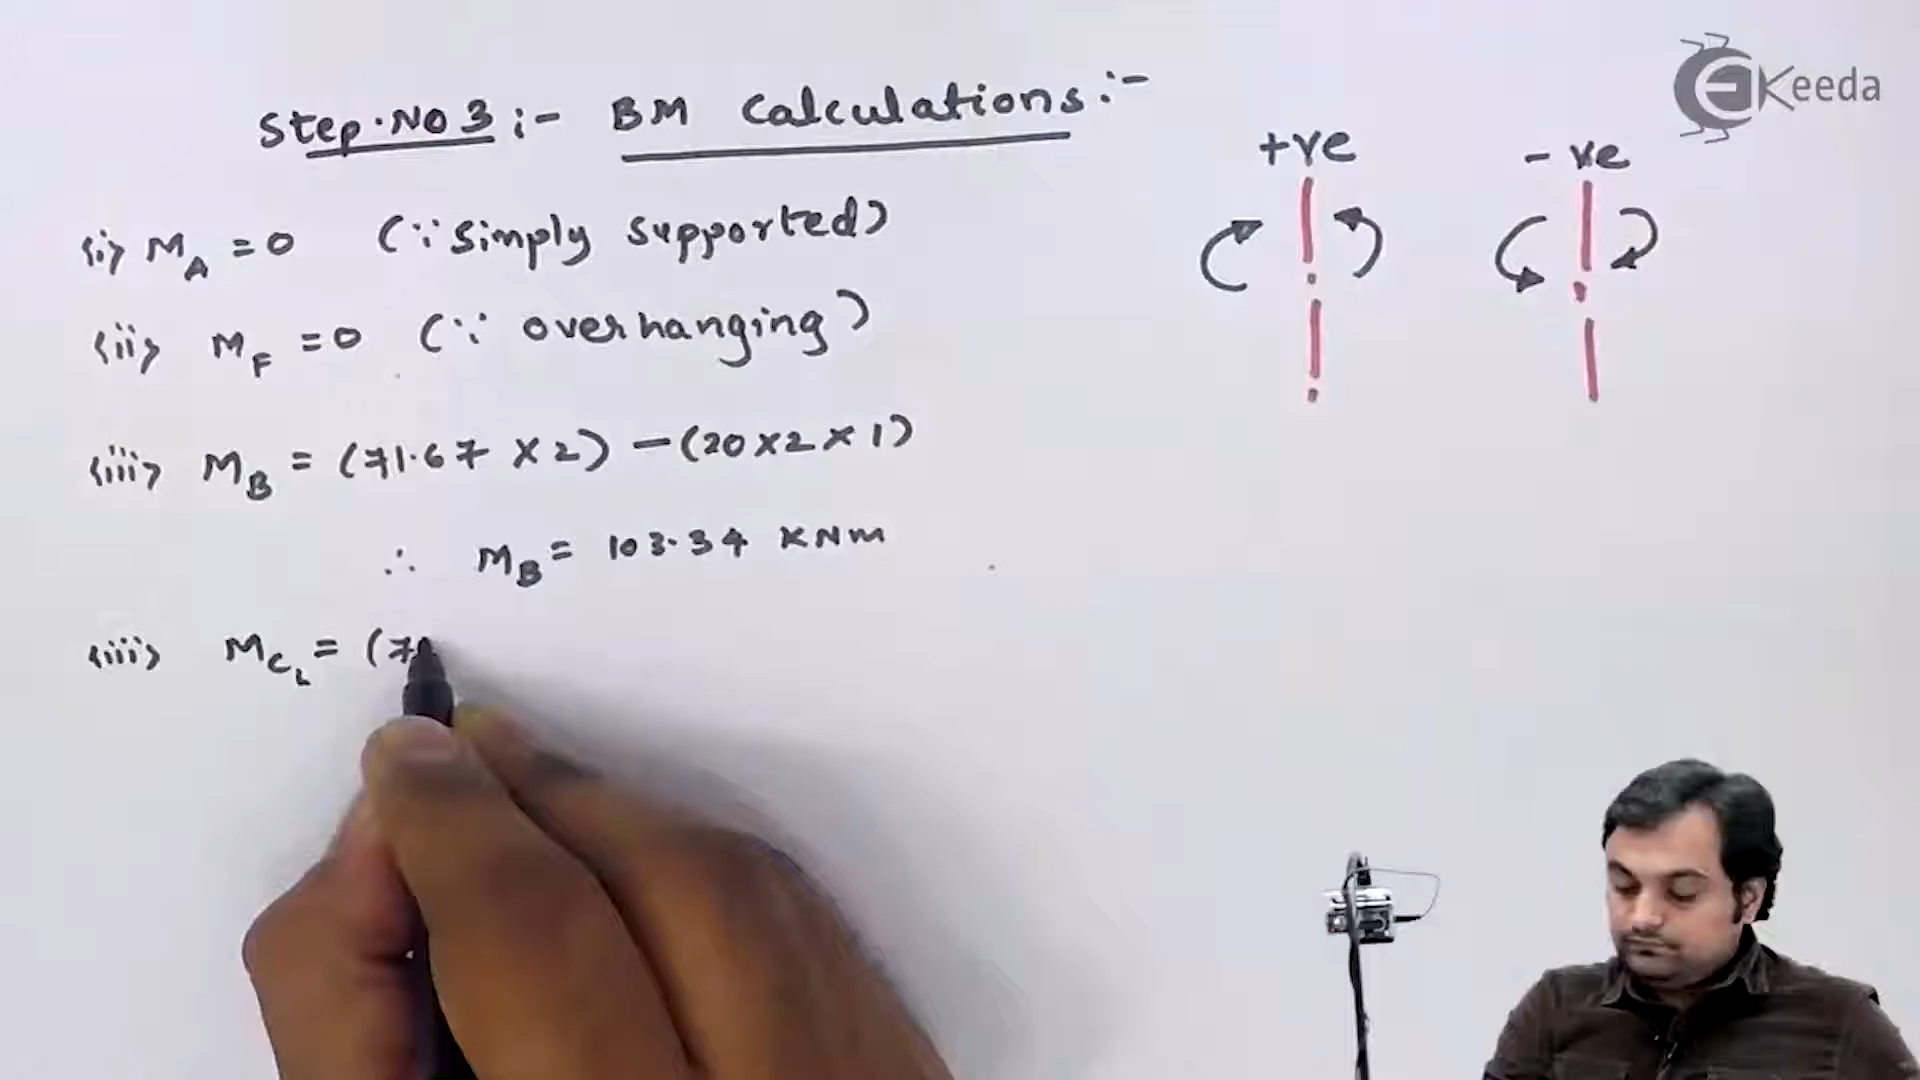 Step.No 3 :- BM Calculations :-
EKeeda
+ve - ve
(i) MA = 0 (∵ simply supported)
(ii) MF = 0 (∵ overhanging)
(iii) MB = (71.67 × 2) - (20 × 2 × 1)
∴ MB = 103.34 KNm
(iii) MCL = (7